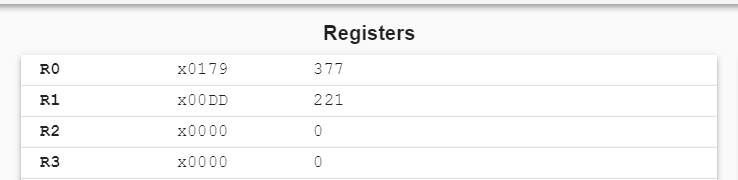 Registers
R0 x0179 377
R1 x00DD 221
R2 x0000 0
R3 x0000 0